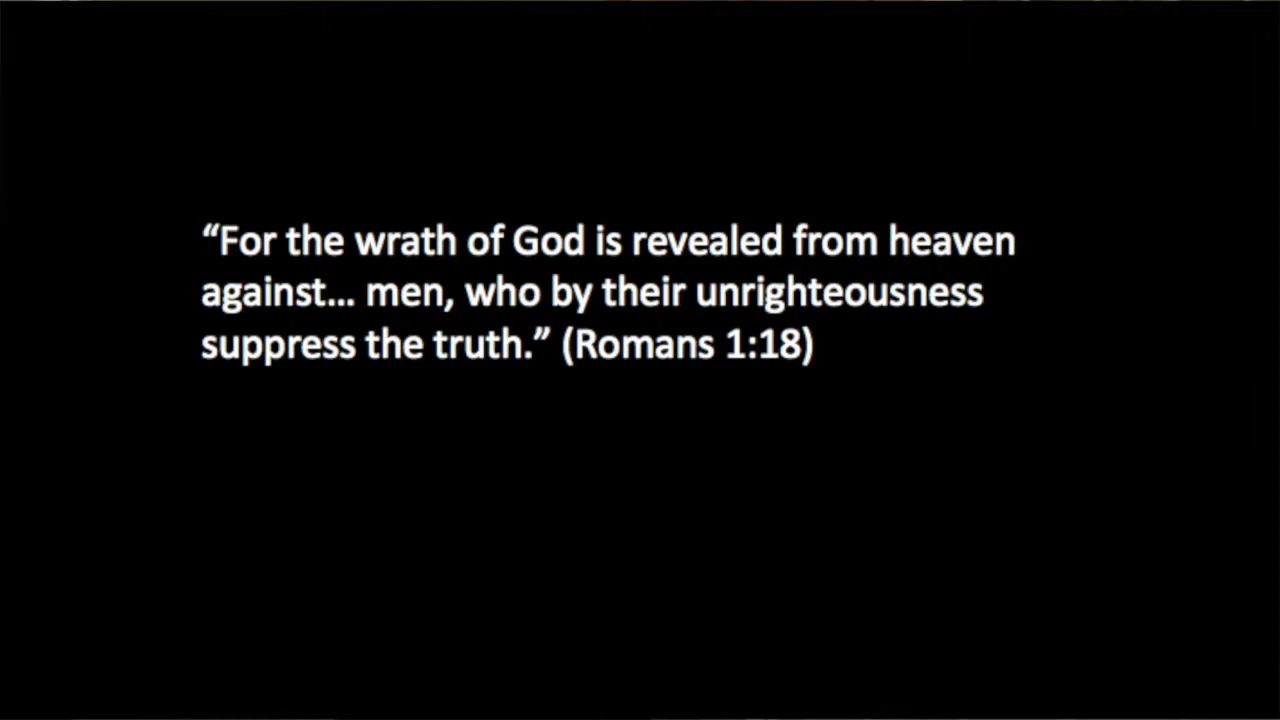 “For the wrath of God is revealed from heaven
against… men, who by their unrighteousness
suppress the truth.” (Romans 1:18)